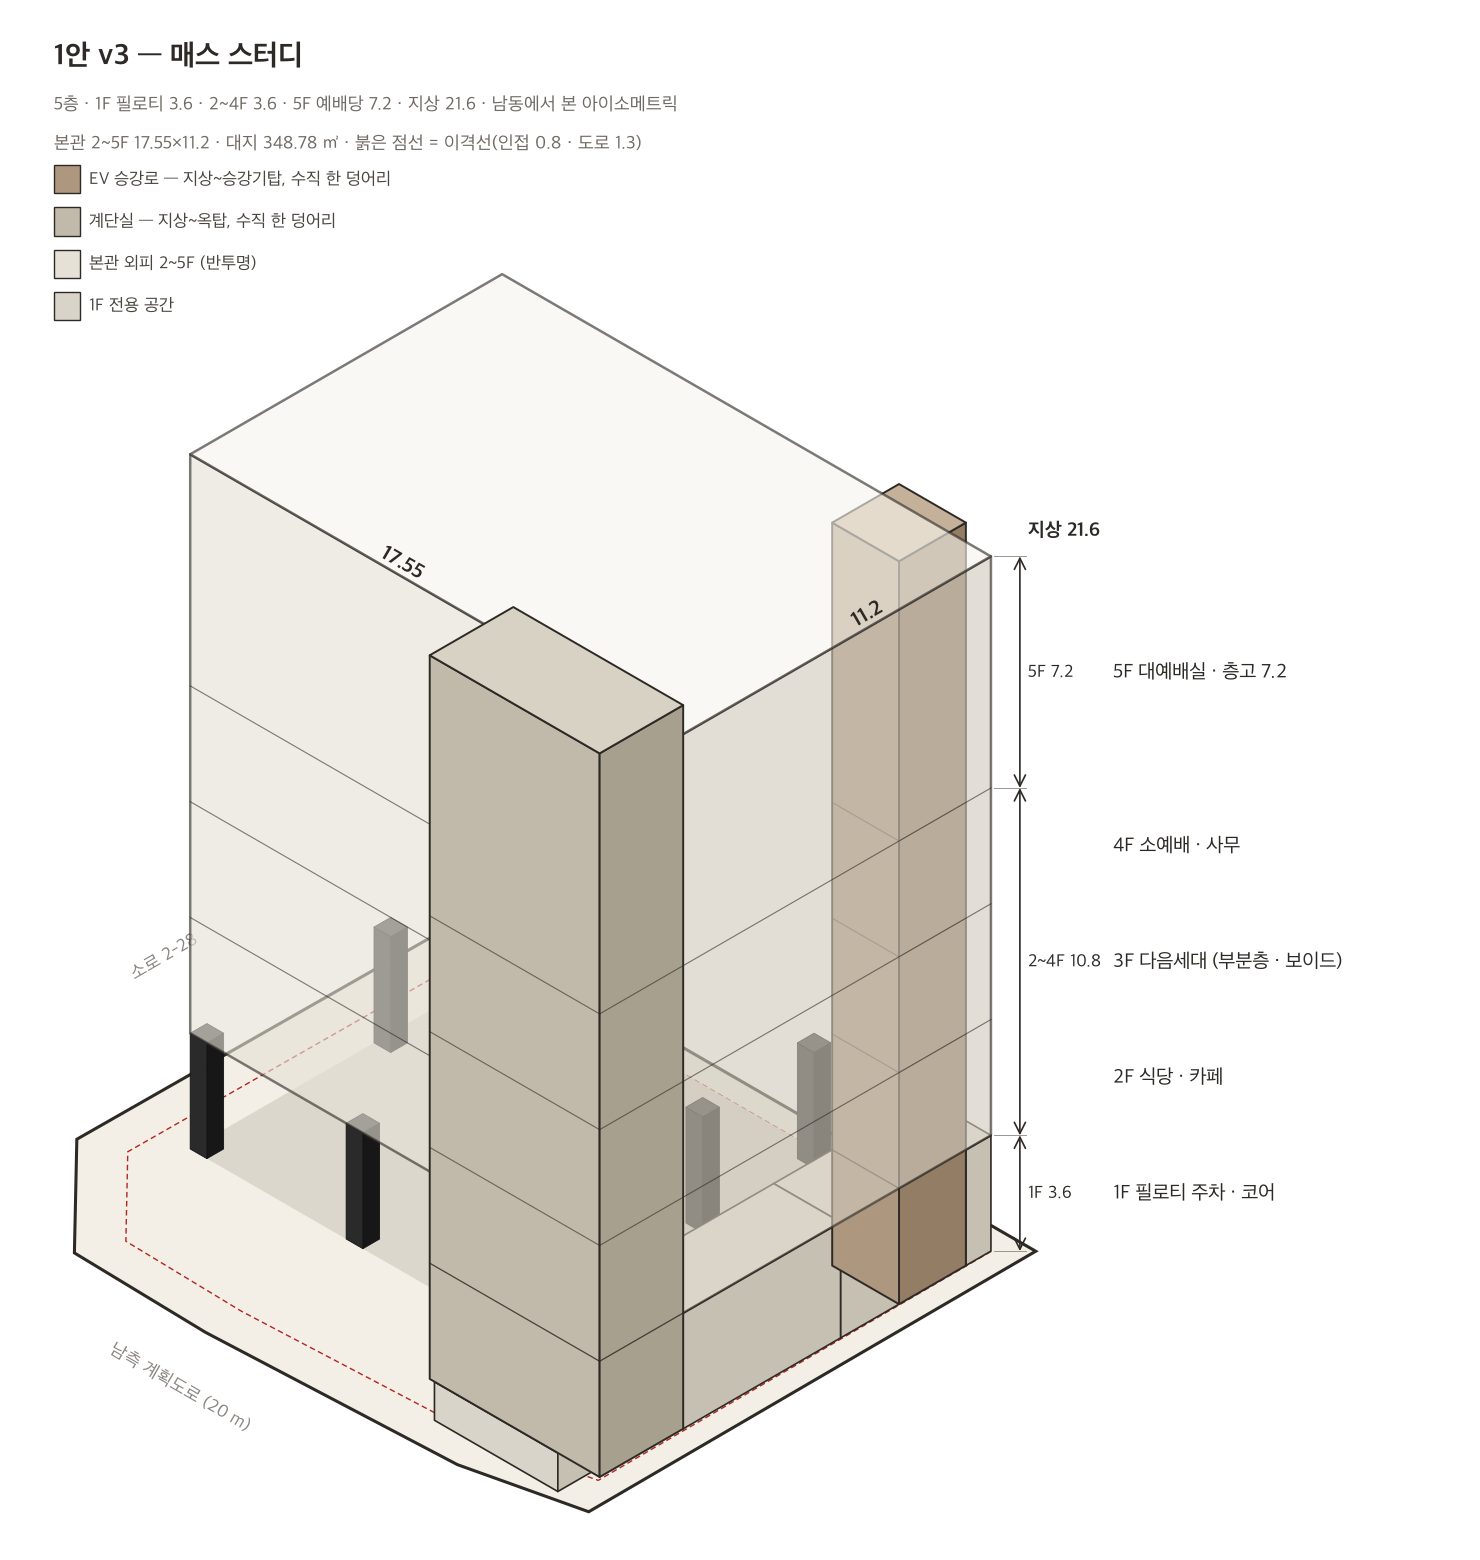 1안 v3 — 매스 스터디
5층 · 1F 필로티 3.6 · 2~4F 3.6 · 5F 예배당 7.2 · 지상 21.6 · 남동에서 본 아이소메트릭
본관 2~5F 17.55×11.2 · 대지 348.78 ㎡ · 붉은 점선 = 이격선(인접 0.8 · 도로 1.3)
EV 승강로 — 지상~승강기탑, 수직 한 덩어리
계단실 — 지상~옥탑, 수직 한 덩어리
본관 외피 2~5F (반투명)
1F 전용 공간
지상 21.6
17.55
11.2
5F 7.2
5F 대예배실 · 층고 7.2
4F 소예배 · 사무
소로 2-28
2~4F 10.8
3F 다음세대 (부분층 · 보이드)
2F 식당 · 카페
1F 3.6
1F 필로티 주차 · 코어
남측 계획도로 (20 m)